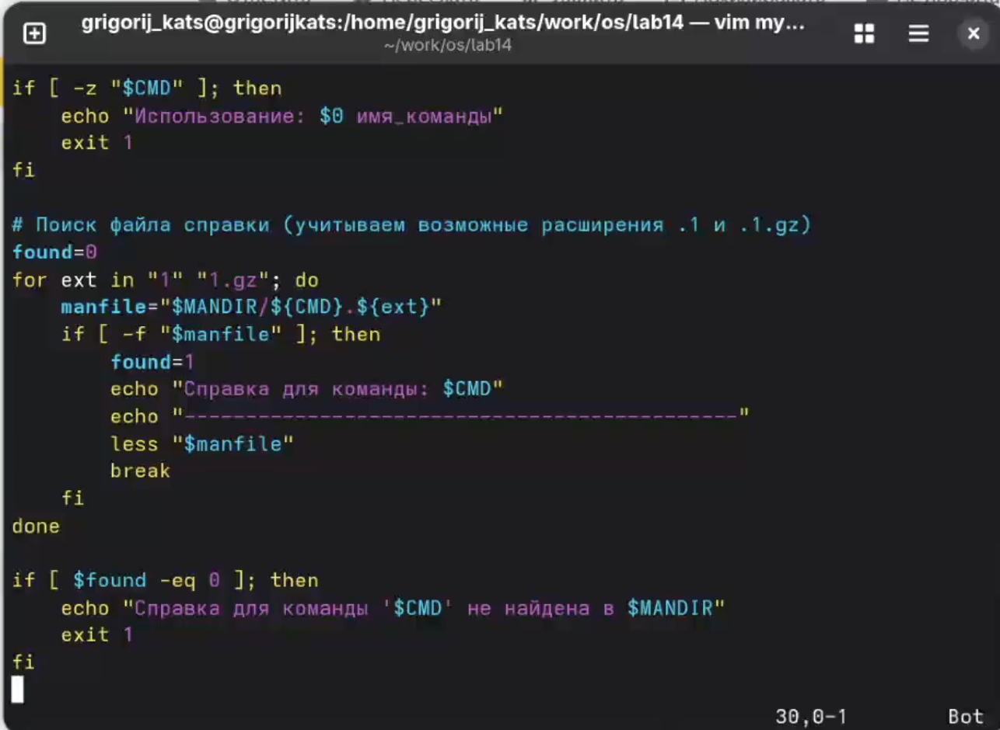 grigorij_kats@grigorijkats:/home/grigorij_kats/work/os/lab14 — vim my...
~/work/os/lab14
if [ -z "$CMD" ]; then
    echo "Использование: $0 имя_команды"
    exit 1
fi

# Поиск файла справки (учитываем возможные расширения .1 и .1.gz)
found=0
for ext in "1" "1.gz"; do
    manfile="$MANDIR/${CMD}.${ext}"
    if [ -f "$manfile" ]; then
        found=1
        echo "Справка для команды: $CMD"
        echo "---------------------------------------------"
        less "$manfile"
        break
    fi
done

if [ $found -eq 0 ]; then
    echo "Справка для команды '$CMD' не найдена в $MANDIR"
    exit 1
fi
30,0-1 Bot